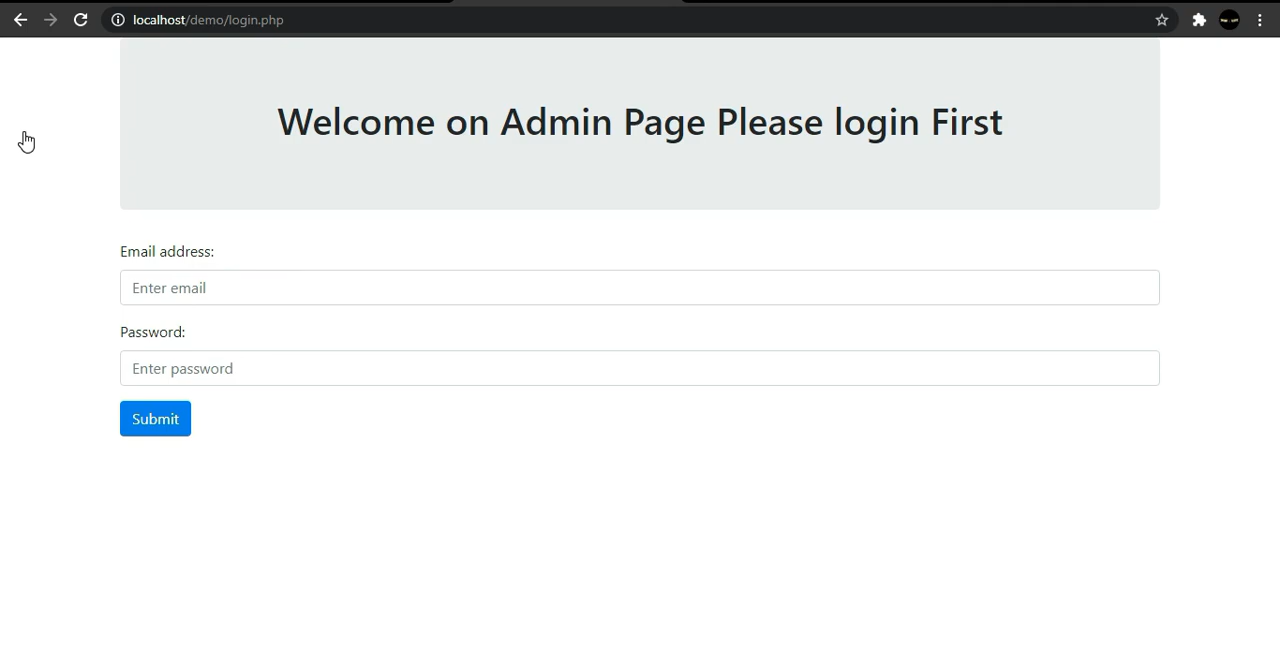 localhost/demo/login.php
Welcome on Admin Page Please login First
Email address:
Enter email
Password:
Enter password
Submit